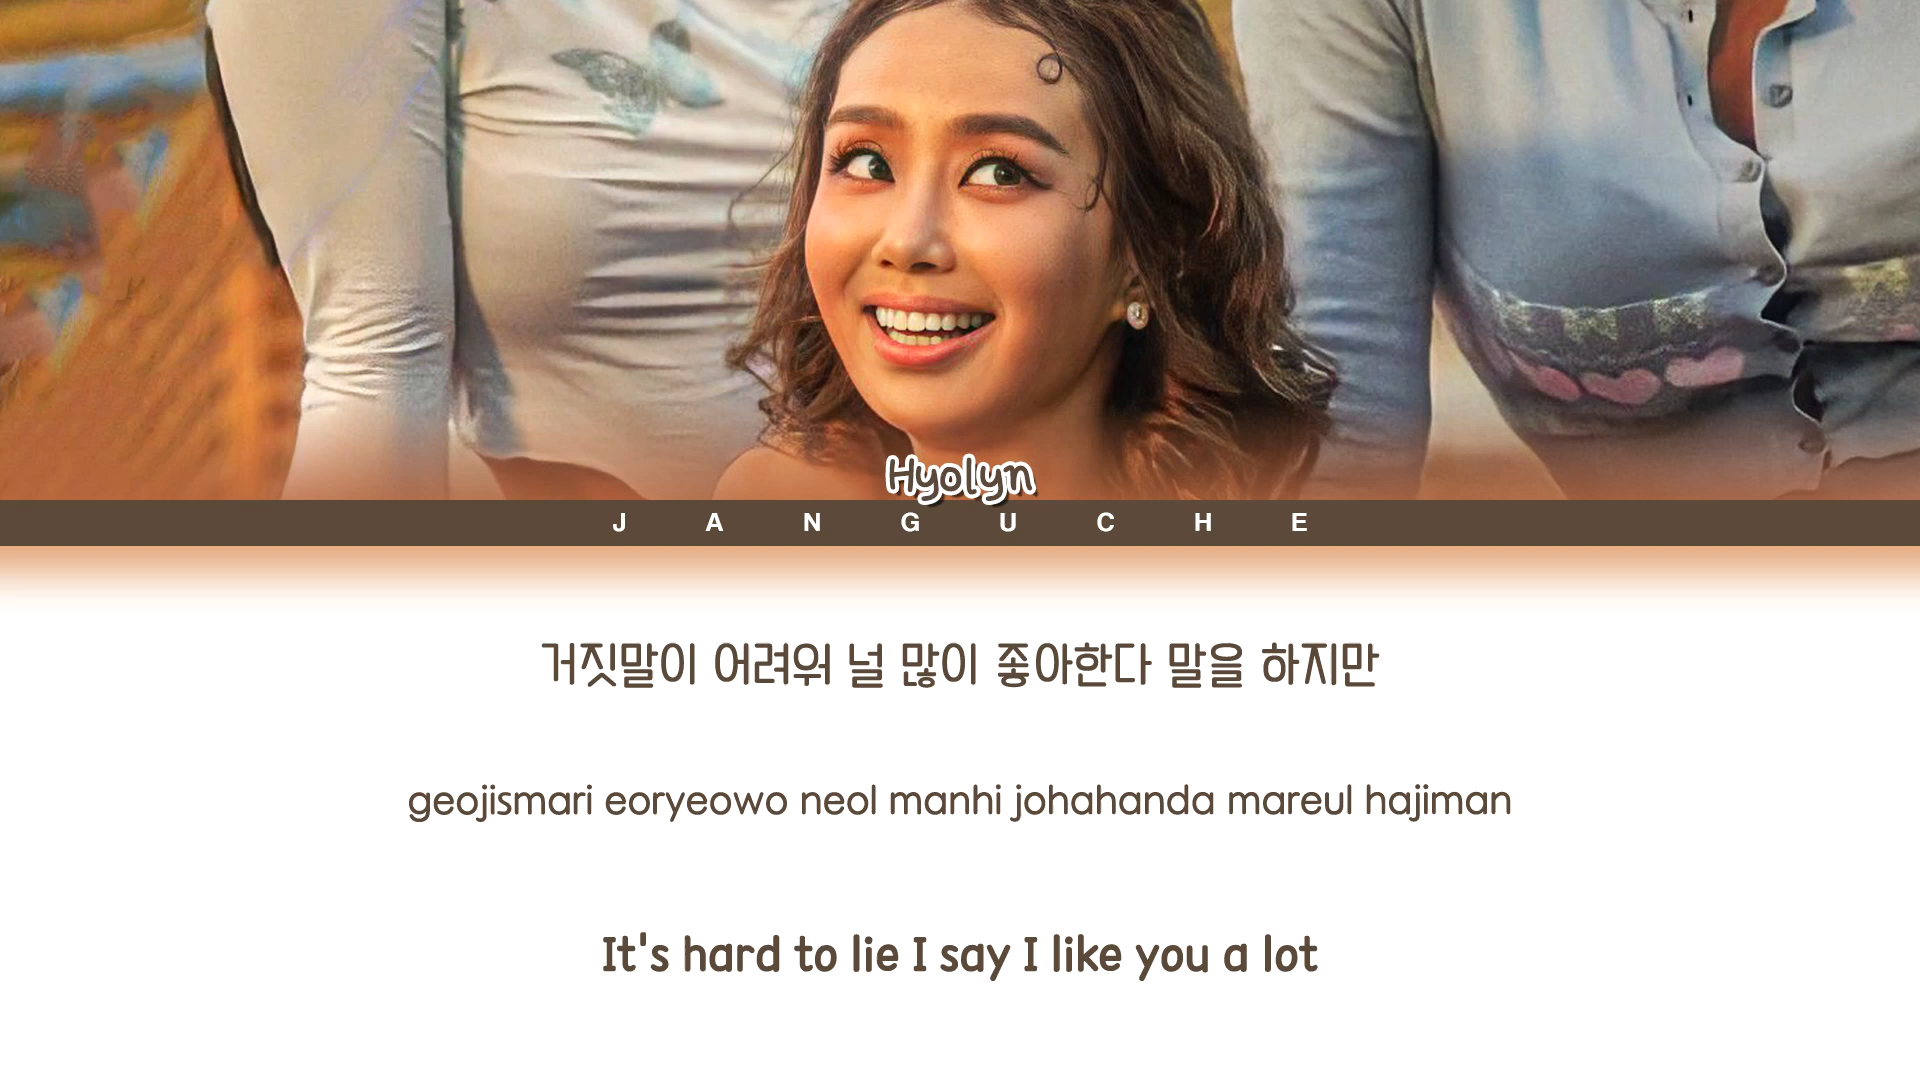 Hyolyn
JANGUCHE
거짓말이 어려워 널 많이 좋아한다 말을 하지만
geojismari eoryeowo neol manhi johahanda mareul hajiman
It's hard to lie I say I like you a lot